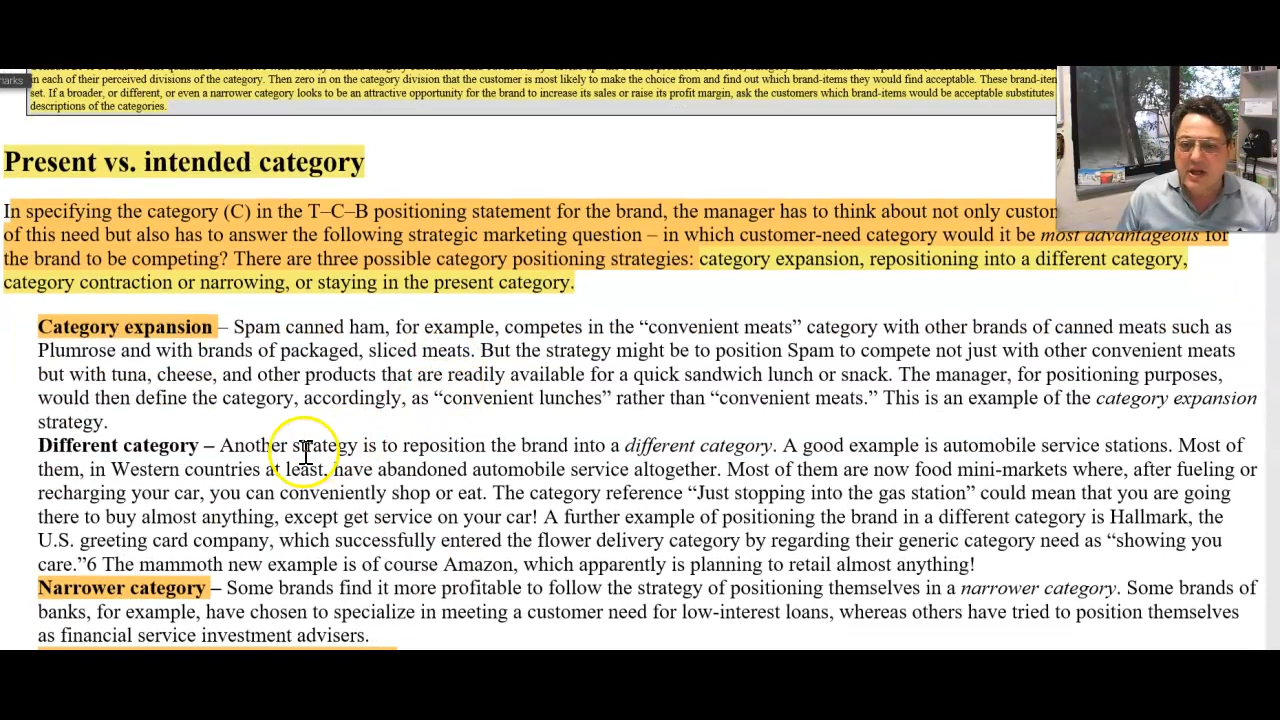 marks
in each of their perceived divisions of the category. Then zero in on the category division that the customer is most likely to make the choice from and find out which brand-items they would find acceptable. These brand-iten
set. If a broader, or different, or even a narrower category looks to be an attractive opportunity for the brand to increase its sales or raise its profit margin, ask the customers which brand-items would be acceptable substitutes
descriptions of the categories.
Present vs. intended category
In specifying the category (C) in the T–C–B positioning statement for the brand, the manager has to think about not only custom
of this need but also has to answer the following strategic marketing question – in which customer-need category would it be most advantageous for
the brand to be competing? There are three possible category positioning strategies: category expansion, repositioning into a different category,
category contraction or narrowing, or staying in the present category.
Category expansion – Spam canned ham, for example, competes in the “convenient meats” category with other brands of canned meats such as
Plumrose and with brands of packaged, sliced meats. But the strategy might be to position Spam to compete not just with other convenient meats
but with tuna, cheese, and other products that are readily available for a quick sandwich lunch or snack. The manager, for positioning purposes,
would then define the category, accordingly, as “convenient lunches” rather than “convenient meats.” This is an example of the category expansion
strategy.
Different category – Another strategy is to reposition the brand into a different category. A good example is automobile service stations. Most of
them, in Western countries at least, have abandoned automobile service altogether. Most of them are now food mini-markets where, after fueling or
recharging your car, you can conveniently shop or eat. The category reference “Just stopping into the gas station” could mean that you are going
there to buy almost anything, except get service on your car! A further example of positioning the brand in a different category is Hallmark, the
U.S. greeting card company, which successfully entered the flower delivery category by regarding their generic category need as “showing you
care.”6 The mammoth new example is of course Amazon, which apparently is planning to retail almost anything!
Narrower category – Some brands find it more profitable to follow the strategy of positioning themselves in a narrower category. Some brands of
banks, for example, have chosen to specialize in meeting a customer need for low-interest loans, whereas others have tried to position themselves
as financial service investment advisers.